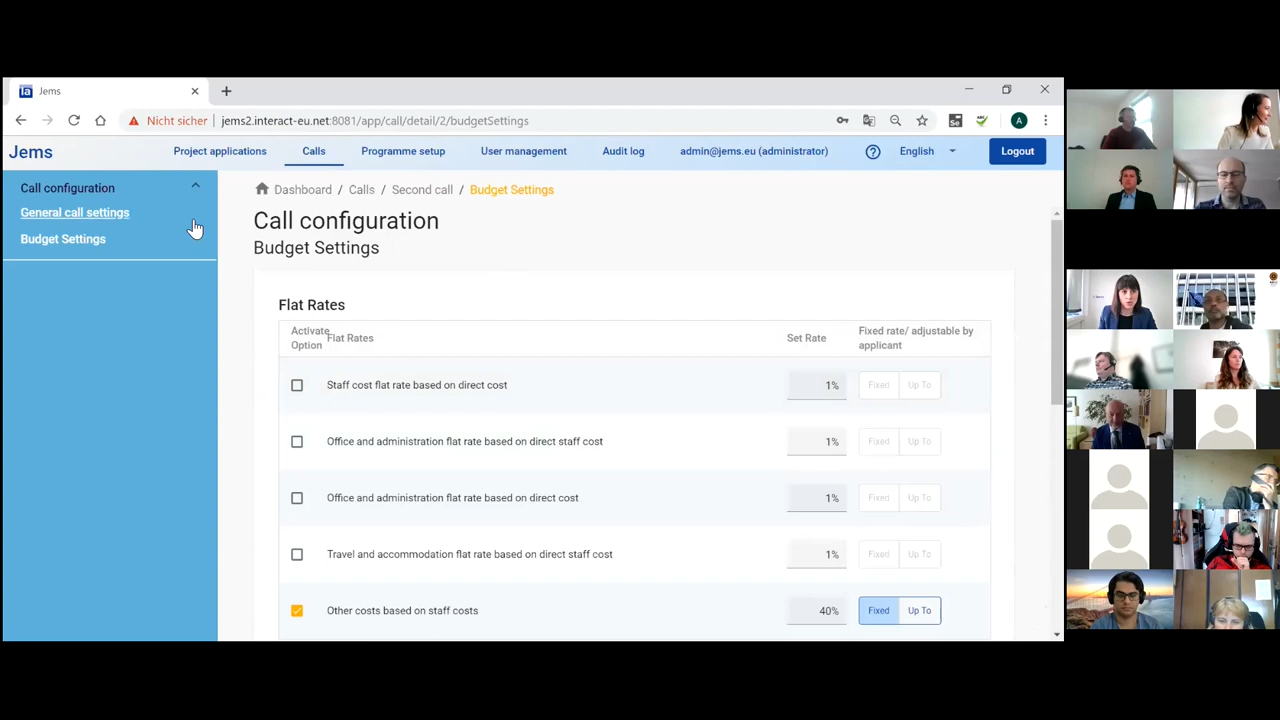 Jems
Nicht sicher
jems2.interact-eu.net:8081/app/call/detail/2/budgetSettings
A
Jems
Project applications
Calls
Programme setup
User management
Audit log
admin@jems.eu (administrator)
English
Logout
Call configuration
General call settings
Budget Settings
Dashboard / Calls / Second call / Budget Settings
Call configuration
Budget Settings
Flat Rates
Activate Option
Flat Rates
Set Rate
Fixed rate/ adjustable by
applicant
Staff cost flat rate based on direct cost 1% Fixed Up To
Office and administration flat rate based on direct staff cost 1% Fixed Up To
Office and administration flat rate based on direct cost 1% Fixed Up To
Travel and accommodation flat rate based on direct staff cost 1% Fixed Up To
Other costs based on staff costs 40% Fixed Up To